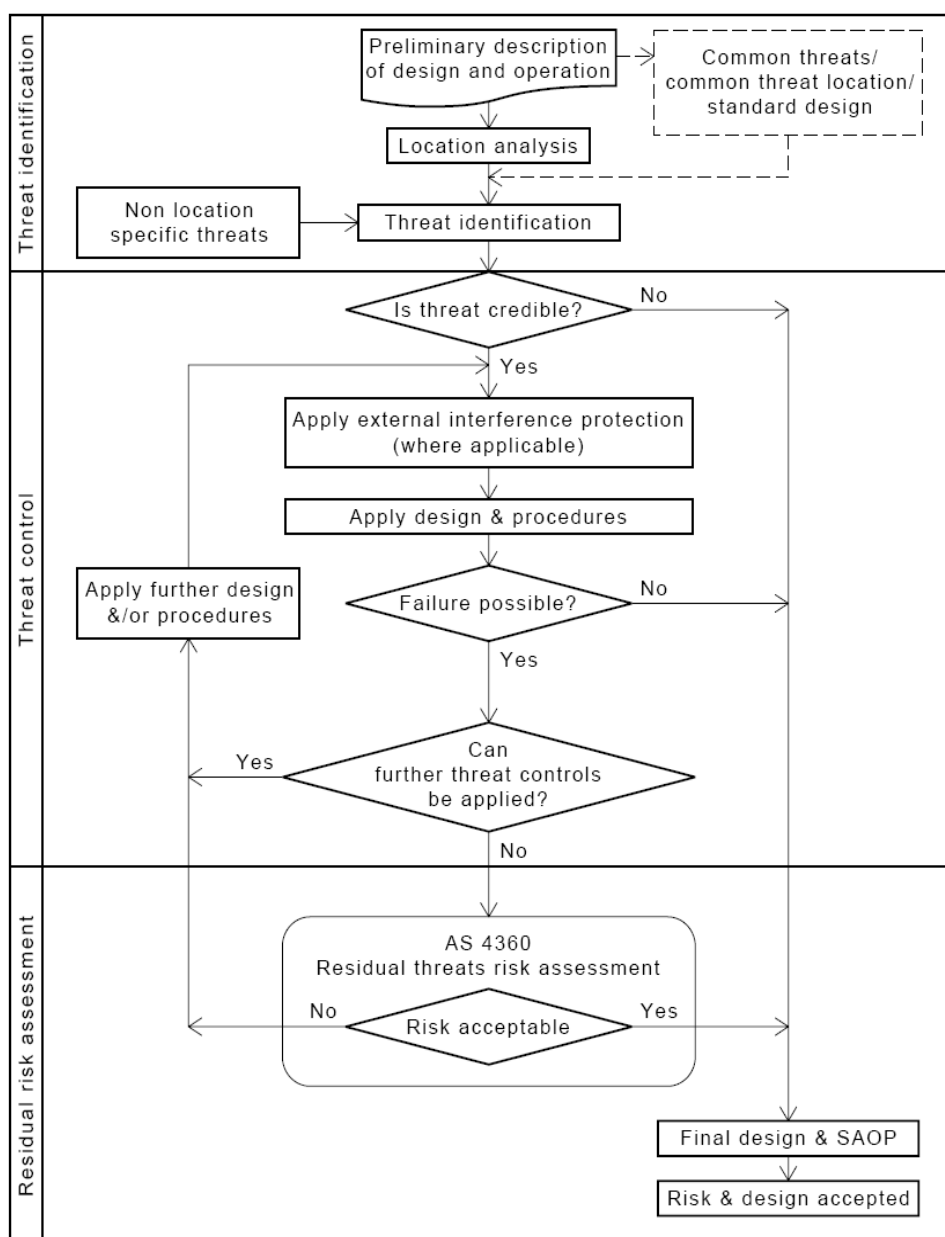 Threat identification
Preliminary description
of design and operation
Common threats/
common threat location/
standard design
Location analysis
Non location
specific threats
Threat identification
Threat control
Is threat credible?
No
Yes
Apply external interference protection
(where applicable)
Apply design & procedures
Apply further design
&/or procedures
Failure possible?
No
Yes
Can
further threat controls
be applied?
Yes
No
Residual risk assessment
AS 4360
Residual threats risk assessment
No
Risk acceptable
Yes
Final design & SAOP
Risk & design accepted